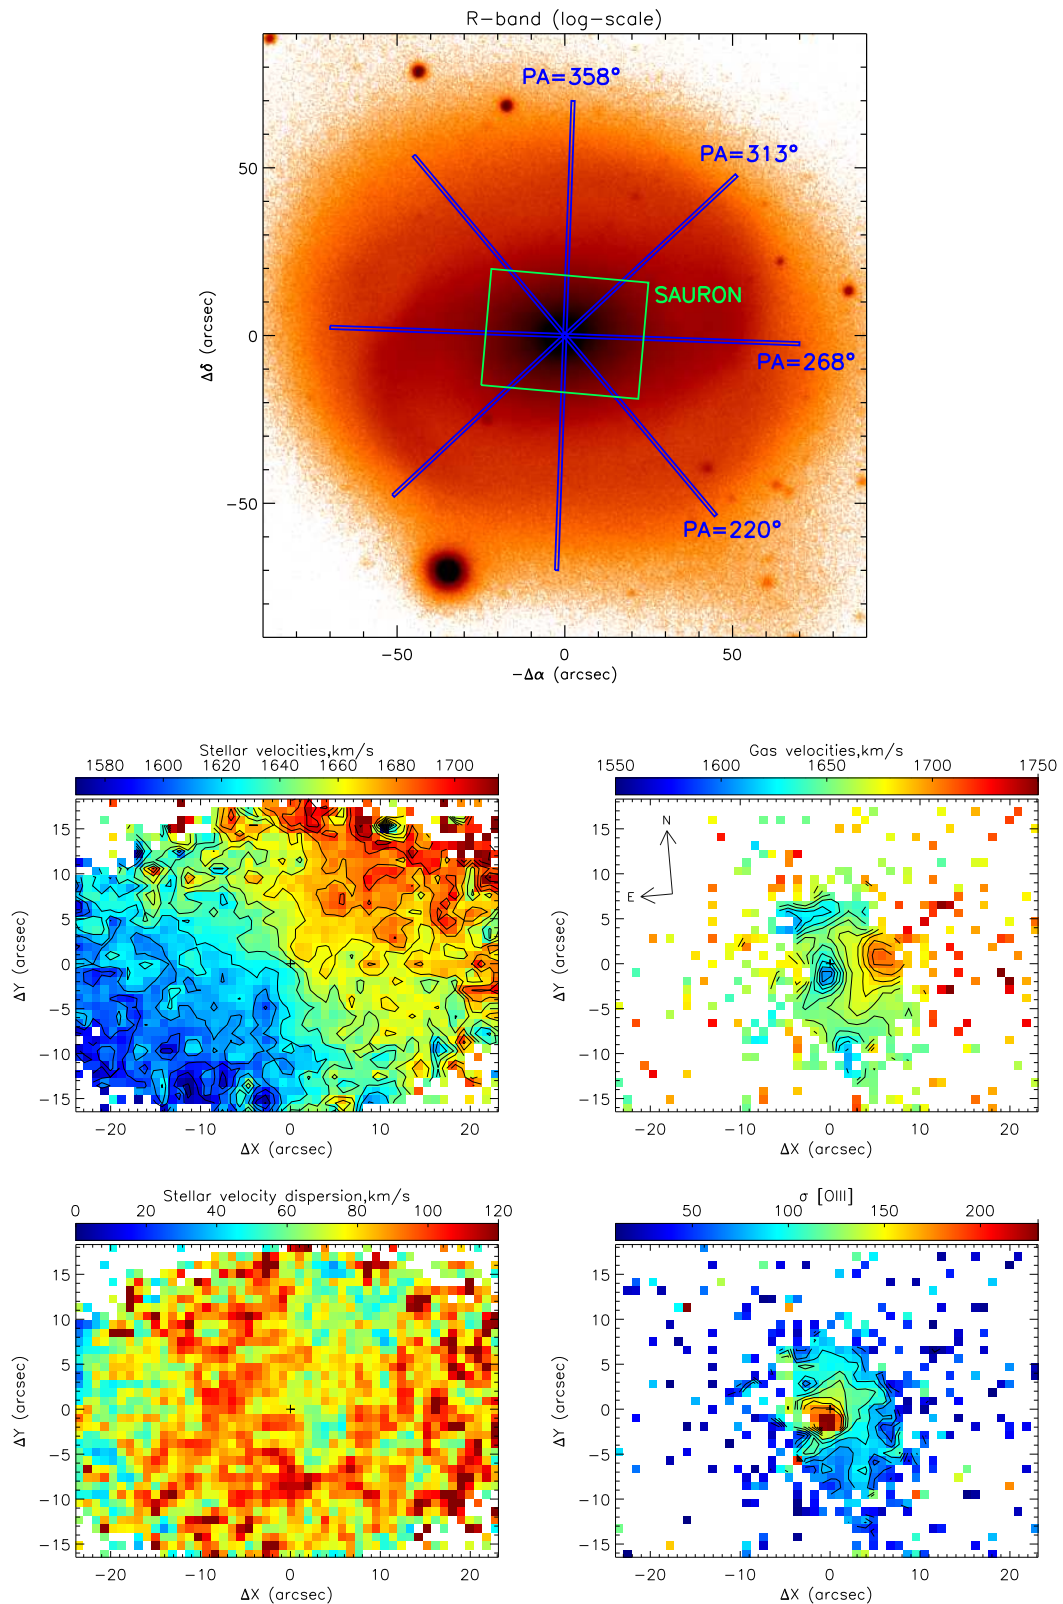 R-band (log-scale)
PA=358°
PA=313°
50
SAURON
Δδ (arcsec)
0
PA=268°
-50
PA=220°
-50 0 50
-Δα (arcsec)
Stellar velocities,km/s
1580 1600 1620 1640 1660 1680 1700
15
10
5
0
-5
-10
-15
ΔY (arcsec)
-20 -10 0 10 20
ΔX (arcsec)
Gas velocities,km/s
1550 1600 1650 1700 1750
N
E
15
10
5
0
-5
-10
-15
ΔY (arcsec)
-20 -10 0 10 20
ΔX (arcsec)
Stellar velocity dispersion,km/s
0 20 40 60 80 100 120
15
10
5
0
-5
-10
-15
ΔY (arcsec)
-20 -10 0 10 20
ΔX (arcsec)
σ [OIII]
50 100 150 200
15
10
5
0
-5
-10
-15
ΔY (arcsec)
-20 -10 0 10 20
ΔX (arcsec)